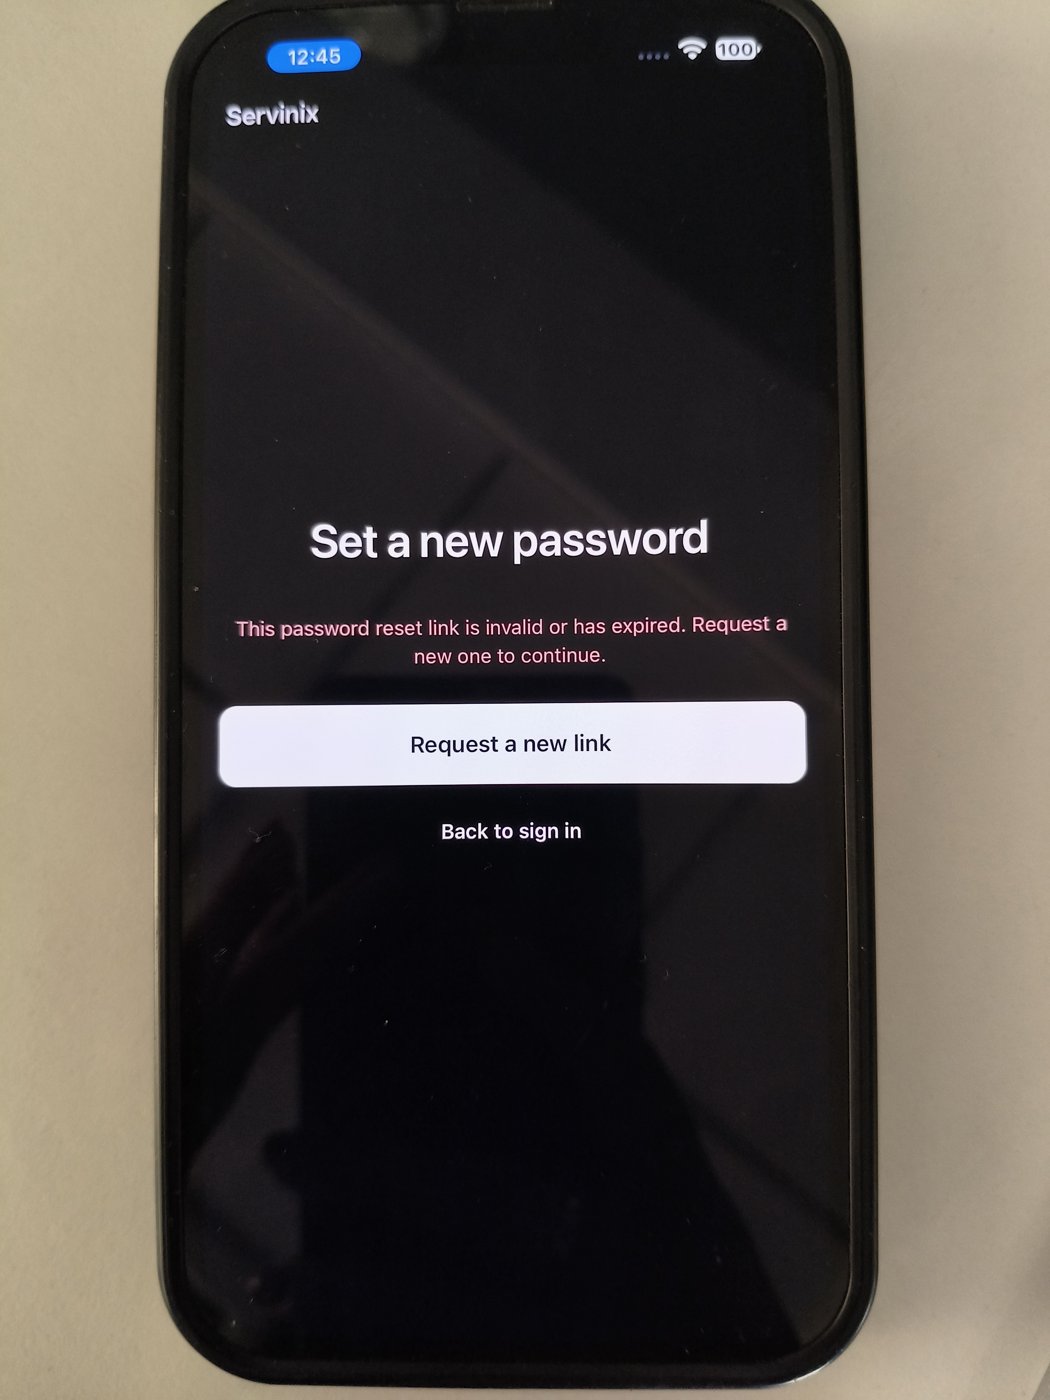 12:45
100
Servinix
Set a new password
This password reset link is invalid or has expired. Request a
new one to continue.
Request a new link
Back to sign in